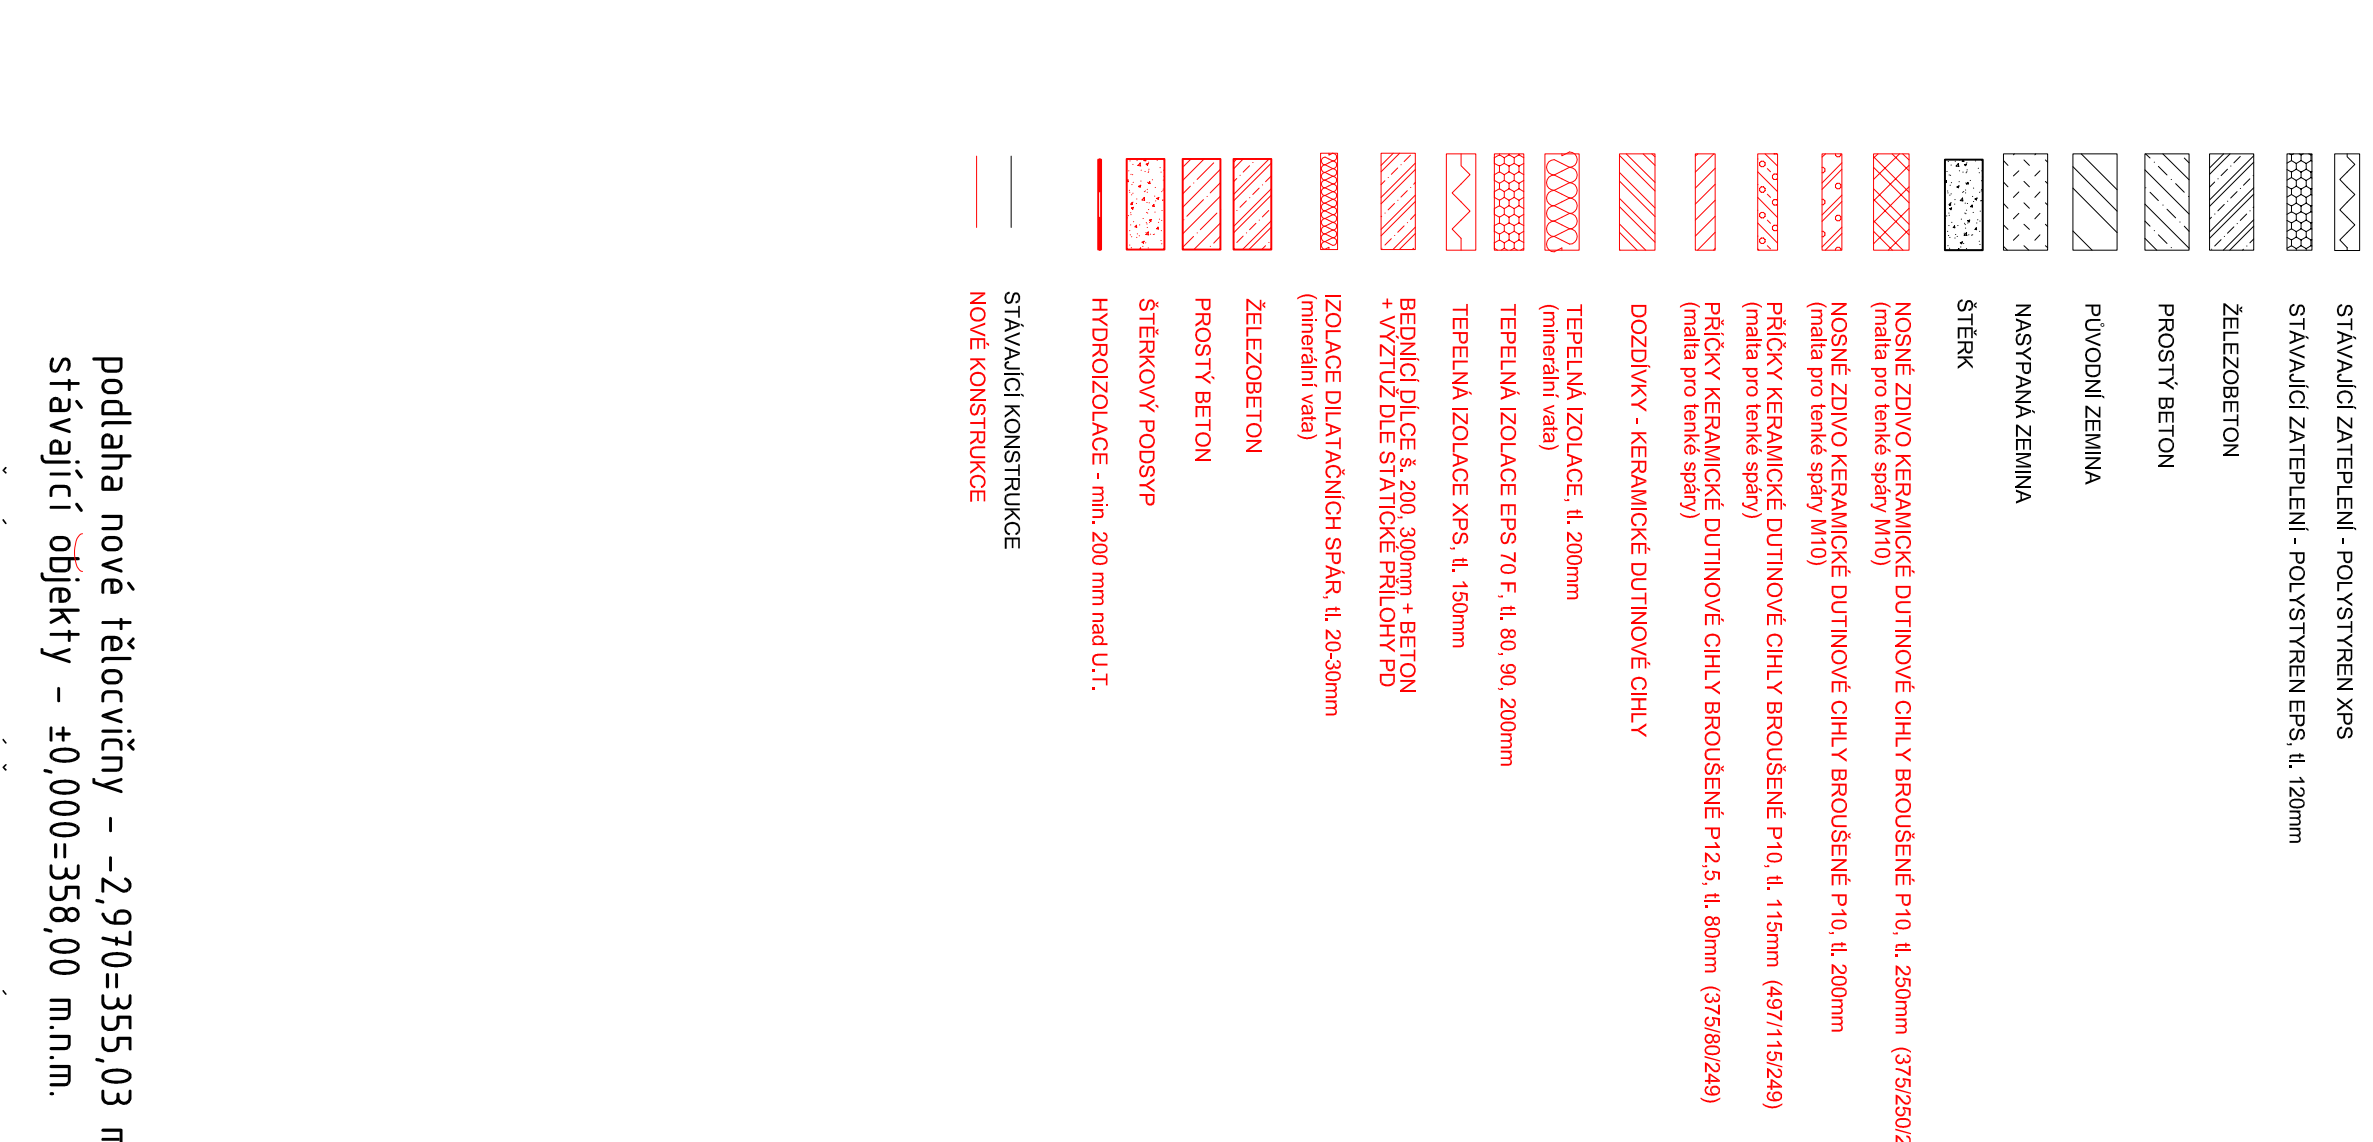 STÁVAJÍCÍ ZATEPLENÍ - POLYSTYREN XPS
STÁVAJÍCÍ ZATEPLENÍ - POLYSTYREN EPS, tl. 120mm
ŽELEZOBETON
PROSTÝ BETON
PŮVODNÍ ZEMINA
NASYPANÁ ZEMINA
ŠTĚRK
NOSNÉ ZDIVO KERAMICKÉ DUTINOVÉ CIHLY BROUŠENÉ P10, tl. 250mm (375/250/2
(malta pro tenké spáry M10)
NOSNÉ ZDIVO KERAMICKÉ DUTINOVÉ CIHLY BROUŠENÉ P10, tl. 200mm
(malta pro tenké spáry M10)
PŘÍČKY KERAMICKÉ DUTINOVÉ CIHLY BROUŠENÉ P10, tl. 115mm (497/115/249)
(malta pro tenké spáry)
PŘÍČKY KERAMICKÉ DUTINOVÉ CIHLY BROUŠENÉ P12,5, tl. 80mm (375/80/249)
(malta pro tenké spáry)
DOZDÍVKY - KERAMICKÉ DUTINOVÉ CIHLY
TEPELNÁ IZOLACE, tl. 200mm
(minerální vata)
TEPELNÁ IZOLACE EPS 70 F, tl. 80, 90, 200mm
TEPELNÁ IZOLACE XPS, tl. 150mm
BEDNÍCÍ DÍLCE š. 200, 300mm + BETON
+ VÝZTUŽ DLE STATICKÉ PŘÍLOHY PD
IZOLACE DILATAČNÍCH SPÁR, tl. 20-30mm
(minerální vata)
ŽELEZOBETON
PROSTÝ BETON
ŠTĚRKOVÝ PODSYP
HYDROIZOLACE - min. 200 mm nad U.T.
STÁVAJÍCÍ KONSTRUKCE
NOVÉ KONSTRUKCE
podlaha nové tělocvičny - -2,970=355,03
stávající objekty - ±0,000=358,00 m.n.m.